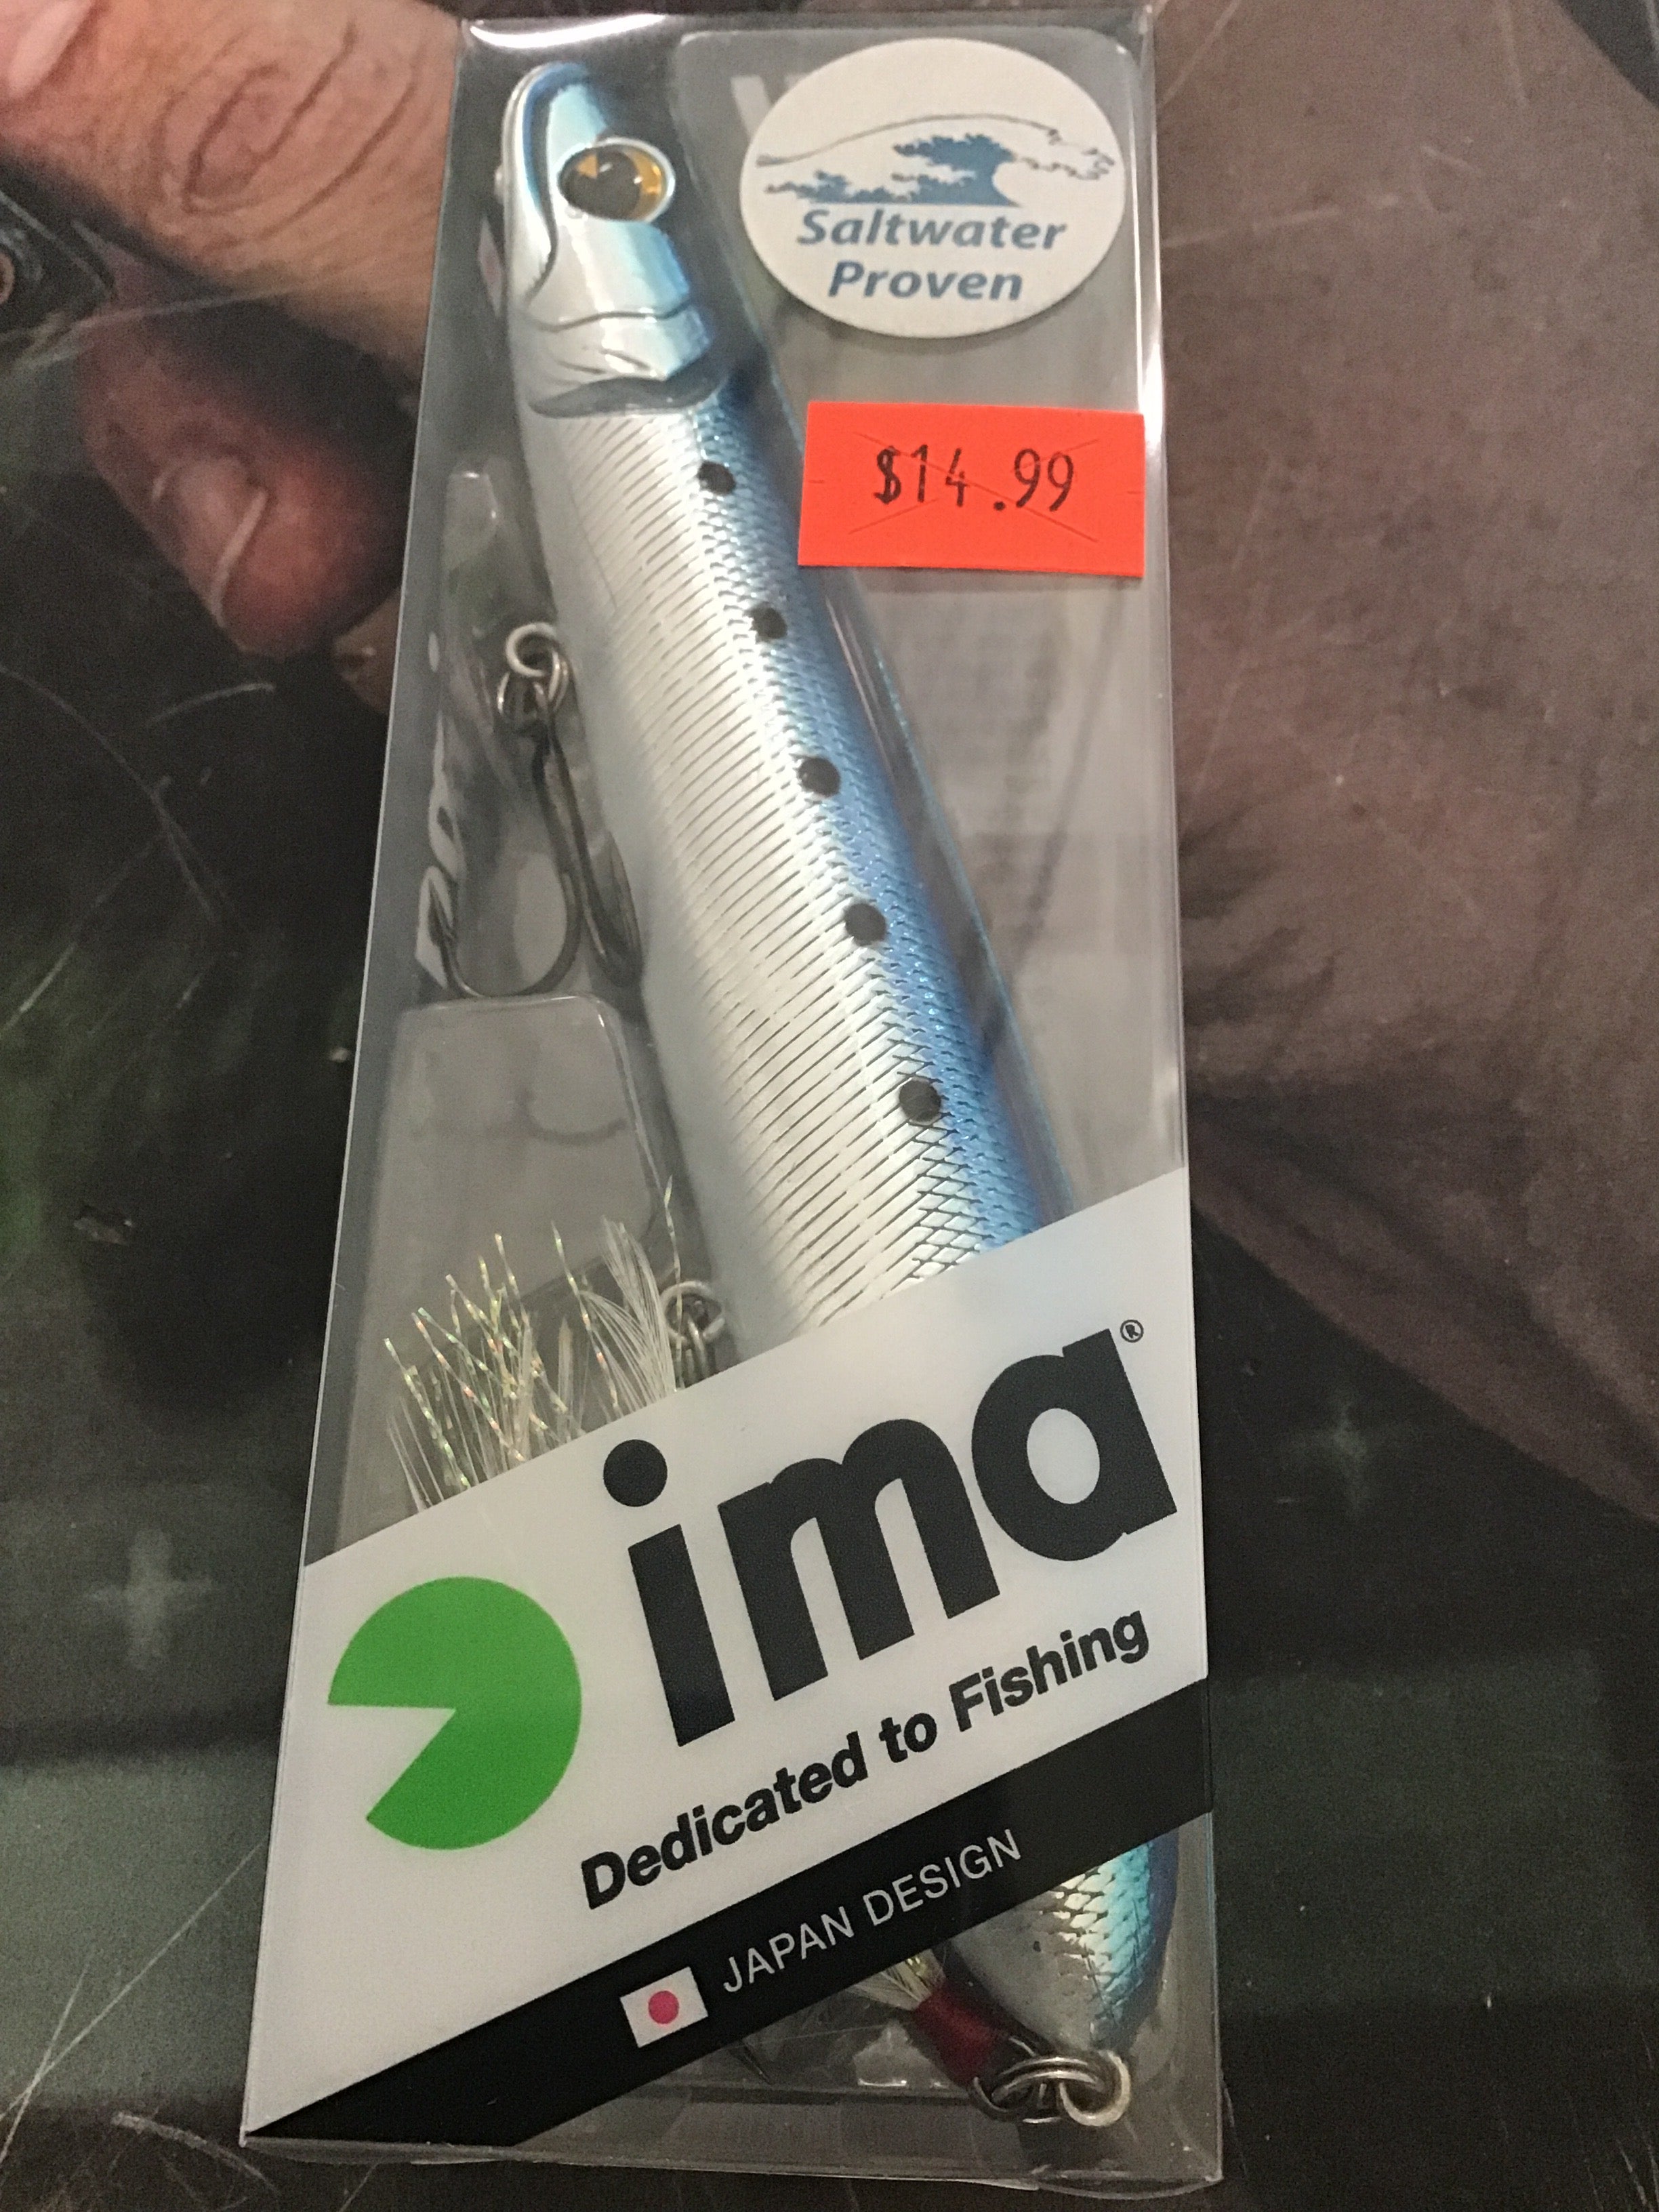 Saltwater
Proven
$14.99
ima®
Dedicated to Fishing
JAPAN DESIGN